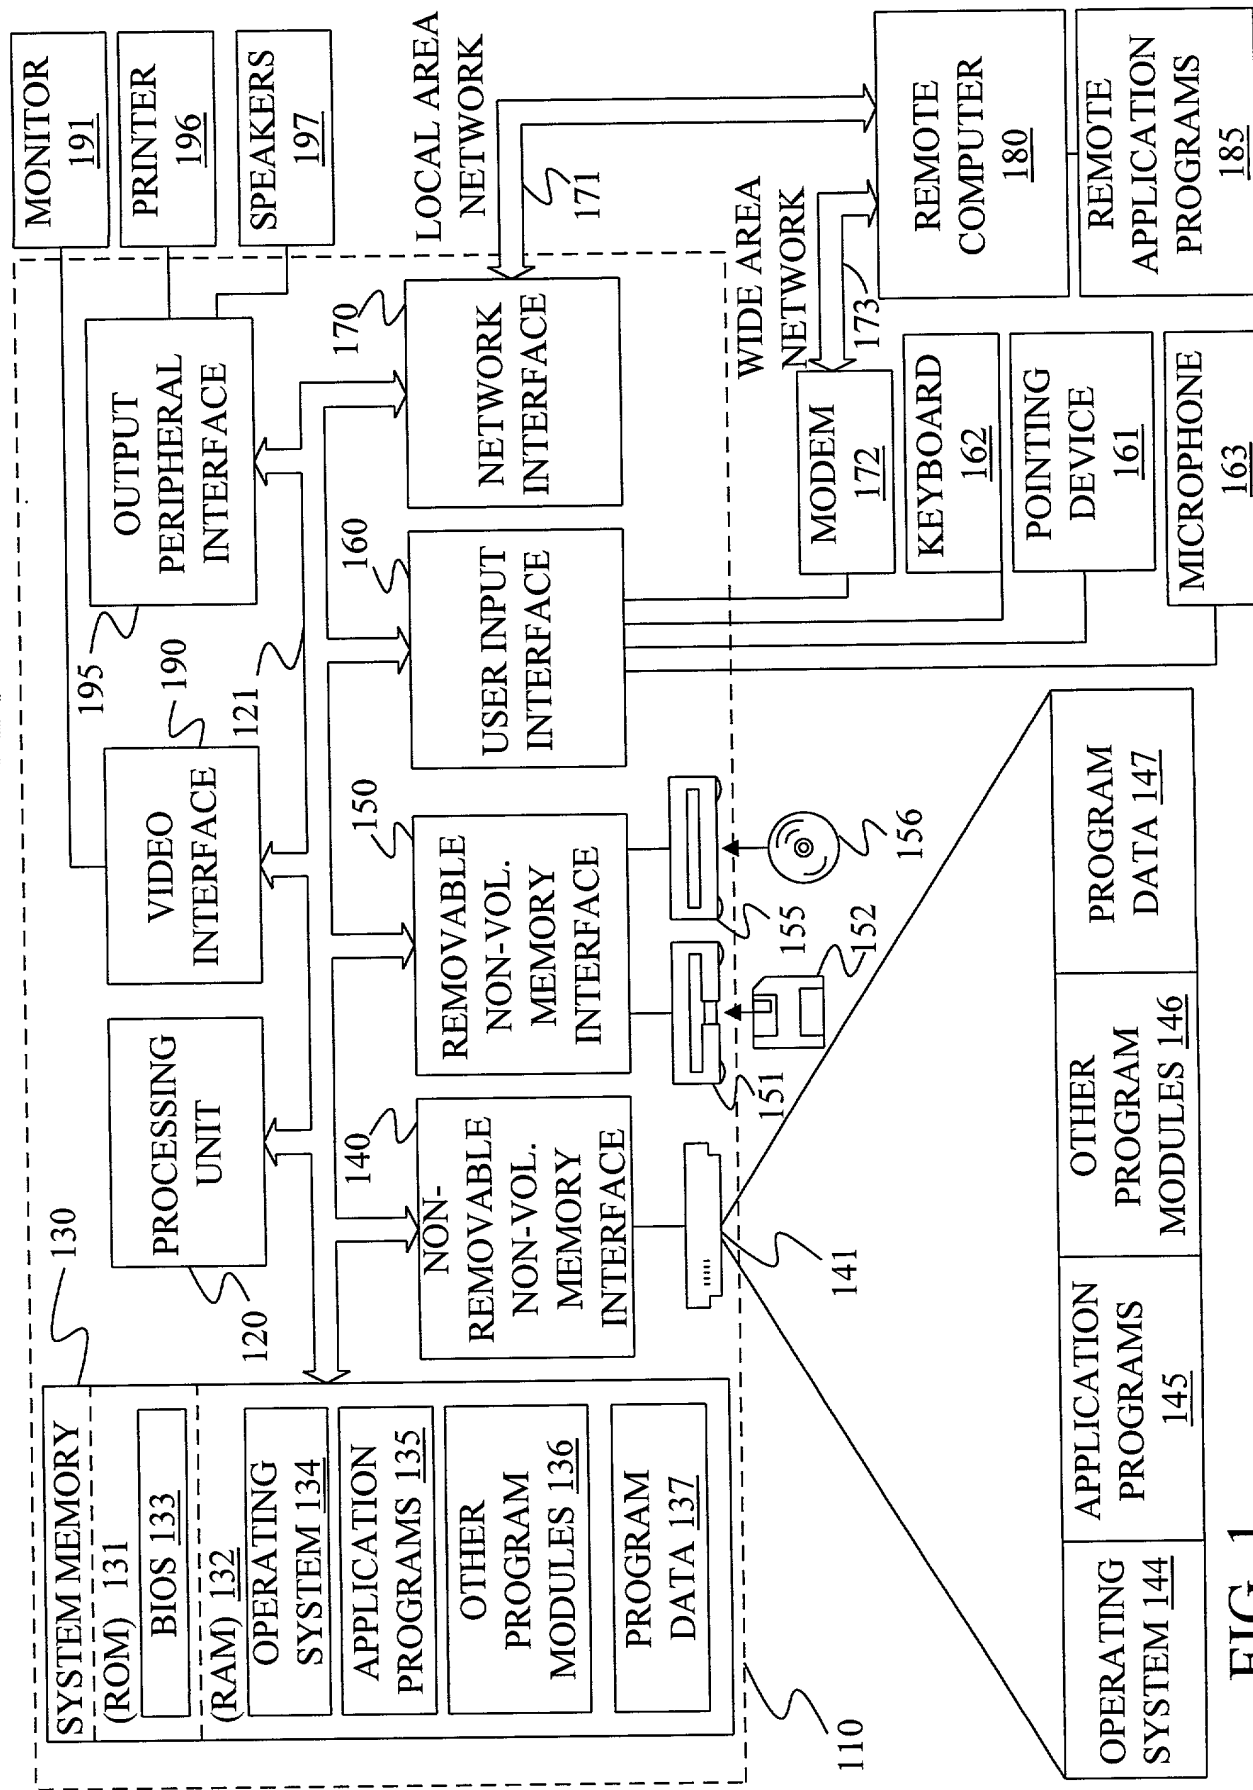 SYSTEM MEMORY
(ROM) 131
BIOS 133
(RAM) 132
OPERATING
SYSTEM 134
APPLICATION
PROGRAMS 135
OTHER
PROGRAM
MODULES 136
PROGRAM
DATA 137
130
PROCESSING
UNIT
120
VIDEO
INTERFACE
190
OUTPUT
PERIPHERAL
INTERFACE
195
121
MONITOR
191
PRINTER
196
SPEAKERS
197
NON-
REMOVABLE
NON-VOL.
MEMORY
INTERFACE
140
REMOVABLE
NON-VOL.
MEMORY
INTERFACE
150
USER INPUT
INTERFACE
160
NETWORK
INTERFACE
170
LOCAL AREA
NETWORK
171
141
151
152
155
156
110
WIDE AREA
NETWORK
173
MODEM
172
KEYBOARD
162
POINTING
DEVICE
161
MICROPHONE
163
REMOTE
COMPUTER
180
REMOTE
APPLICATION
PROGRAMS
185
OPERATING
SYSTEM 144
APPLICATION
PROGRAMS
145
OTHER
PROGRAM
MODULES 146
PROGRAM
DATA 147
FIG. 1